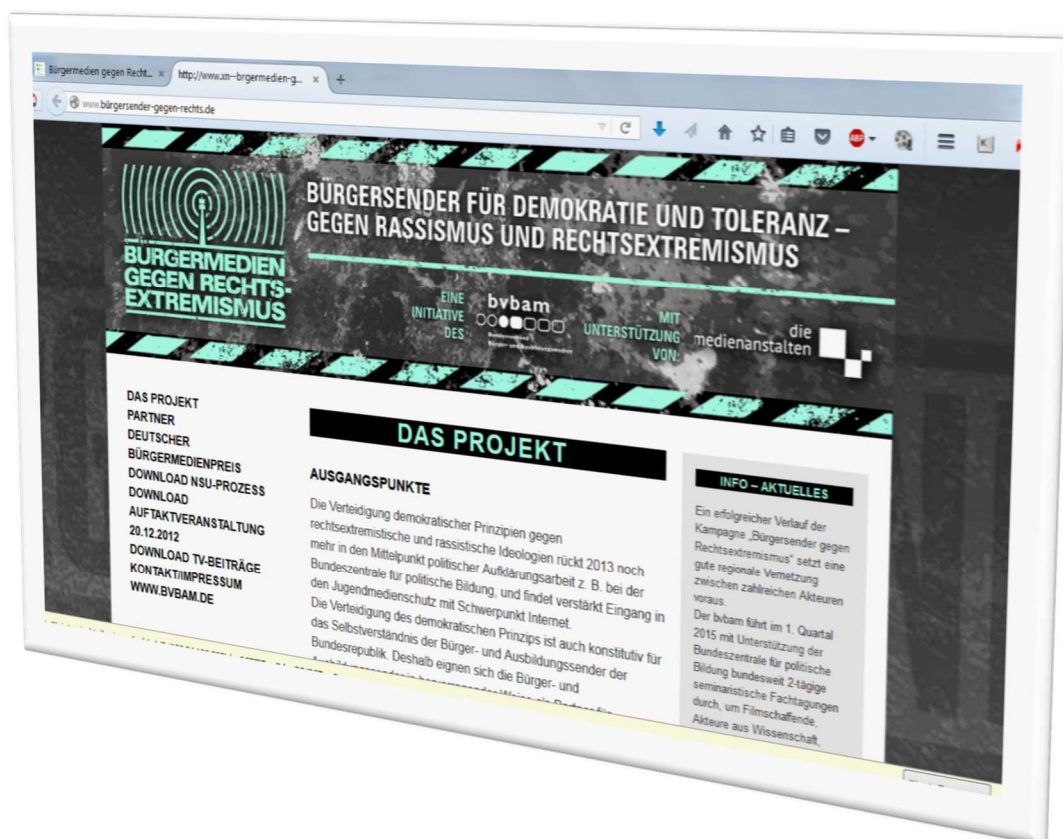 Bürgermedien gegen Recht...
http://www.xn--brgermedien-g...
www.bürgersender-gegen-rechts.de
ABP
BÜRGERMEDIEN
GEGEN RECHTS-
EXTREMISMUS
BÜRGERSENDER FÜR DEMOKRATIE UND TOLERANZ –
GEGEN RASSISMUS UND RECHTSEXTREMISMUS
EINE
INITIATIVE
DES
bvbam
Bundesverband
Bürger- und Ausbildungsmedien
MIT
UNTERSTÜTZUNG
VON:
die
medienanstalten
DAS PROJEKT
PARTNER
DEUTSCHER
BÜRGERMEDIENPREIS
DOWNLOAD NSU-PROZESS
DOWNLOAD
AUFTAKTVERANSTALTUNG
20.12.2012
DOWNLOAD TV-BEITRÄGE
KONTAKT/IMPRESSUM
WWW.BVBAM.DE
DAS PROJEKT
AUSGANGSPUNKTE
Die Verteidigung demokratischer Prinzipien gegen
rechtsextremistische und rassistische Ideologien rückt 2013 noch
mehr in den Mittelpunkt politischer Aufklärungsarbeit z. B. bei der
Bundeszentrale für politische Bildung, und findet verstärkt Eingang in
den Jugendmedienschutz mit Schwerpunkt Internet.
Die Verteidigung des demokratischen Prinzips ist auch konstitutiv für
das Selbstverständnis der Bürger- und Ausbildungssender der
Bundesrepublik. Deshalb eignen sich die Bürger- und
INFO – AKTUELLES
Ein erfolgreicher Verlauf der
Kampagne „Bürgersender gegen
Rechtsextremismus" setzt eine
gute regionale Vernetzung
zwischen zahlreichen Akteuren
voraus.
Der bvbam führt im 1. Quartal
2015 mit Unterstützung der
Bundeszentrale für politische
Bildung bundesweit 2-tägige
seminaristische Fachtagungen
durch, um Filmschaffende,
Akteure aus Wissenschaft,